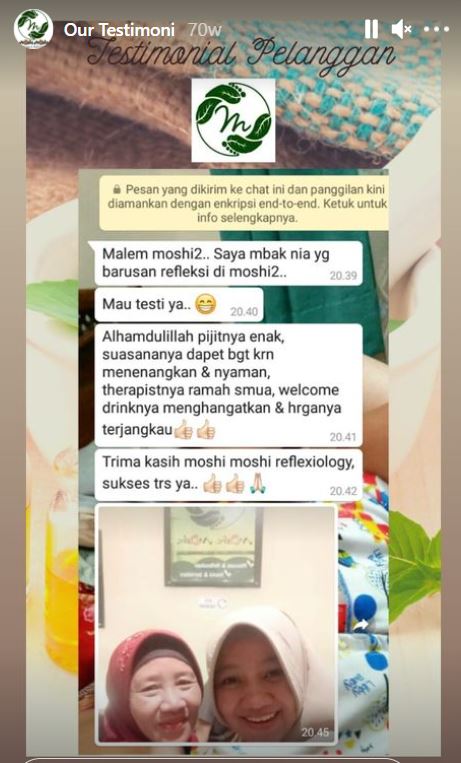 Our Testimoni 70w
Testimonial Pelanggan
m
Pesan yang dikirim ke chat ini dan panggilan kini
diamankan dengan enkripsi end-to-end. Ketuk untuk
info selengkapnya.
Malem moshi2.. Saya mbak nia yg
barusan refleksi di moshi2..
20.39
Mau testi ya.. 😁
20.40
Alhamdulillah pijitnya enak,
suasananya dapet bgt krn
menenangkan & nyaman,
therapistnya ramah smua, welcome
drinknya menghangatkan & hrganya
terjangkau👍🏻👍🏻
20.41
Trima kasih moshi moshi reflexiology,
sukses trs ya.. 👍🏻👍🏻🙏🏻
20.42
20.45